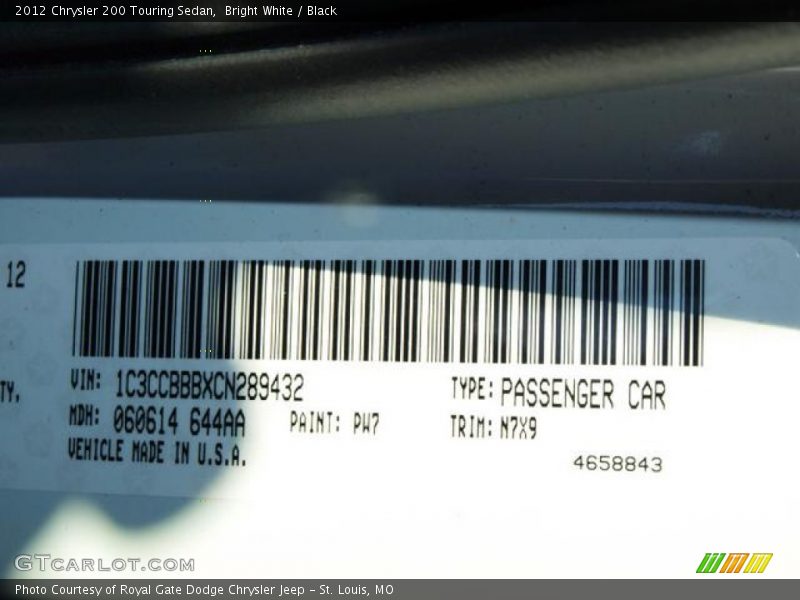 2012 Chrysler 200 Touring Sedan,  Bright White / Black
12
TY.
VIN: 1C3CCBBBXCN289432
TYPE: PASSENGER CAR
MDH: 060614 644AA
PAINT: PW7
TRIM: N7X9
VEHICLE MADE IN U.S.A.
4658843
GTcarlot.com
Photo Courtesy of Royal Gate Dodge Chrysler Jeep – St. Louis, MO